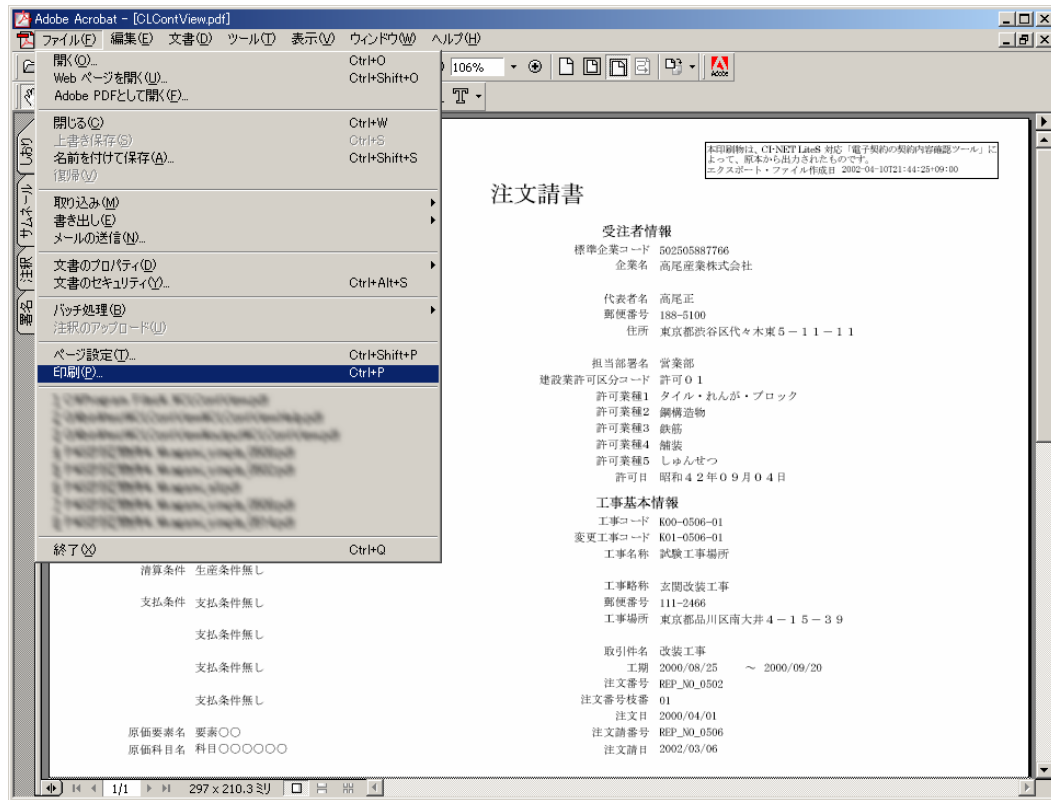 Adobe Acrobat - [CLContView.pdf]
ファイル(F) 編集(E) 文書(D) ツール(T) 表示(V) ウィンドウ(W) ヘルプ(H)
106%
開く(O)... Ctrl+O
Web ページを開く(U)... Ctrl+Shift+O
Adobe PDFとして開く(F)...
閉じる(C) Ctrl+W
上書き保存(S) Ctrl+S
名前を付けて保存(A)... Ctrl+Shift+S
復帰(V)
取り込み(M)
書き出し(E)
メールの送信(N)...
文書のプロパティ(D)
文書のセキュリティ(Y)... Ctrl+Alt+S
バッチ処理(B)
注釈のアップロード(U)
ページ設定(T)... Ctrl+Shift+P
印刷(P)... Ctrl+P
終了(X) Ctrl+Q
しおり
サムネール
注釈
署名
本印刷物は、CI-NET LiteS 対応「電子契約の契約内容確認ツール」に
よって、原本から出力されたものです。
エクスポート・ファイル作成日 2002-04-10T21:44:25+09:00
注文請書
受注者情報
標準企業コード 502505887766
企業名 高尾産業株式会社
代表者名 高尾正
郵便番号 188-5100
住所 東京都渋谷区代々木東5－11－11
担当部署名 営業部
建設業許可区分コード 許可01
許可業種1 タイル・れんが・ブロック
許可業種2 鋼構造物
許可業種3 鉄筋
許可業種4 舗装
許可業種5 しゅんせつ
許可日 昭和42年09月04日
工事基本情報
工事コード K00-0506-01
変更工事コード K01-0506-01
工事名称 試験工事場所
工事略称 玄関改装工事
郵便番号 111-2466
工事場所 東京都品川区南大井4－15－39
取引件名 改装工事
工期 2000/08/25 ～ 2000/09/20
注文番号 REP_NO_0502
注文番号枝番 01
注文日 2000/04/01
注文請番号 REP_NO_0506
注文請日 2002/03/06
清算条件 生産条件無し
支払条件 支払条件無し
支払条件無し
支払条件無し
支払条件無し
原価要素名 要素〇〇
原価科目名 科目〇〇〇〇〇〇
1/1 297 x 210.3 ミリ